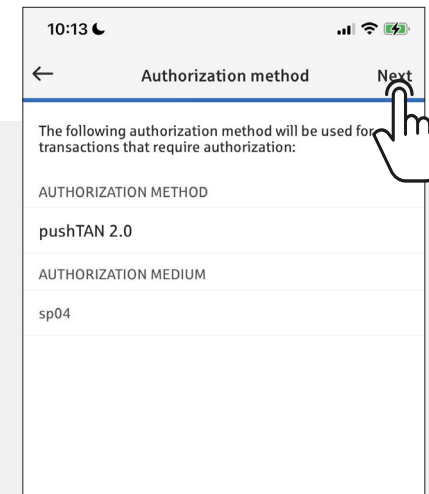 10:13
Authorization method Next
The following authorization method will be used for
transactions that require authorization:
AUTHORIZATION METHOD
pushTAN 2.0
AUTHORIZATION MEDIUM
sp04